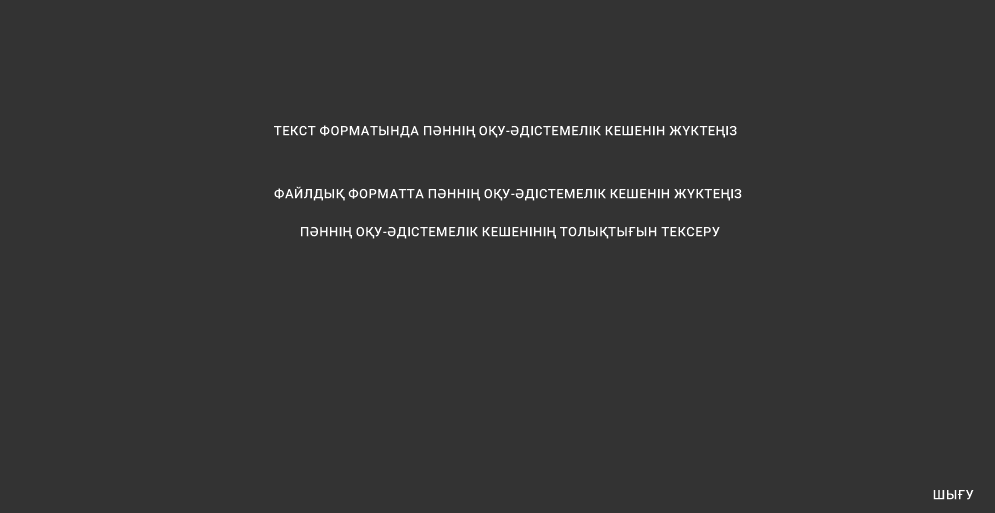 ТЕКСТ ФОРМАТЫНДА ПӘННІҢ ОҚУ-ӘДІСТЕМЕЛІК КЕШЕНІН ЖҮКТЕҢІЗ
ФАЙЛДЫҚ ФОРМАТТА ПӘННІҢ ОҚУ-ӘДІСТЕМЕЛІК КЕШЕНІН ЖҮКТЕҢІЗ
ПӘННІҢ ОҚУ-ӘДІСТЕМЕЛІК КЕШЕНІНІҢ ТОЛЫҚТЫҒЫН ТЕКСЕРУ
ШЫҒУ